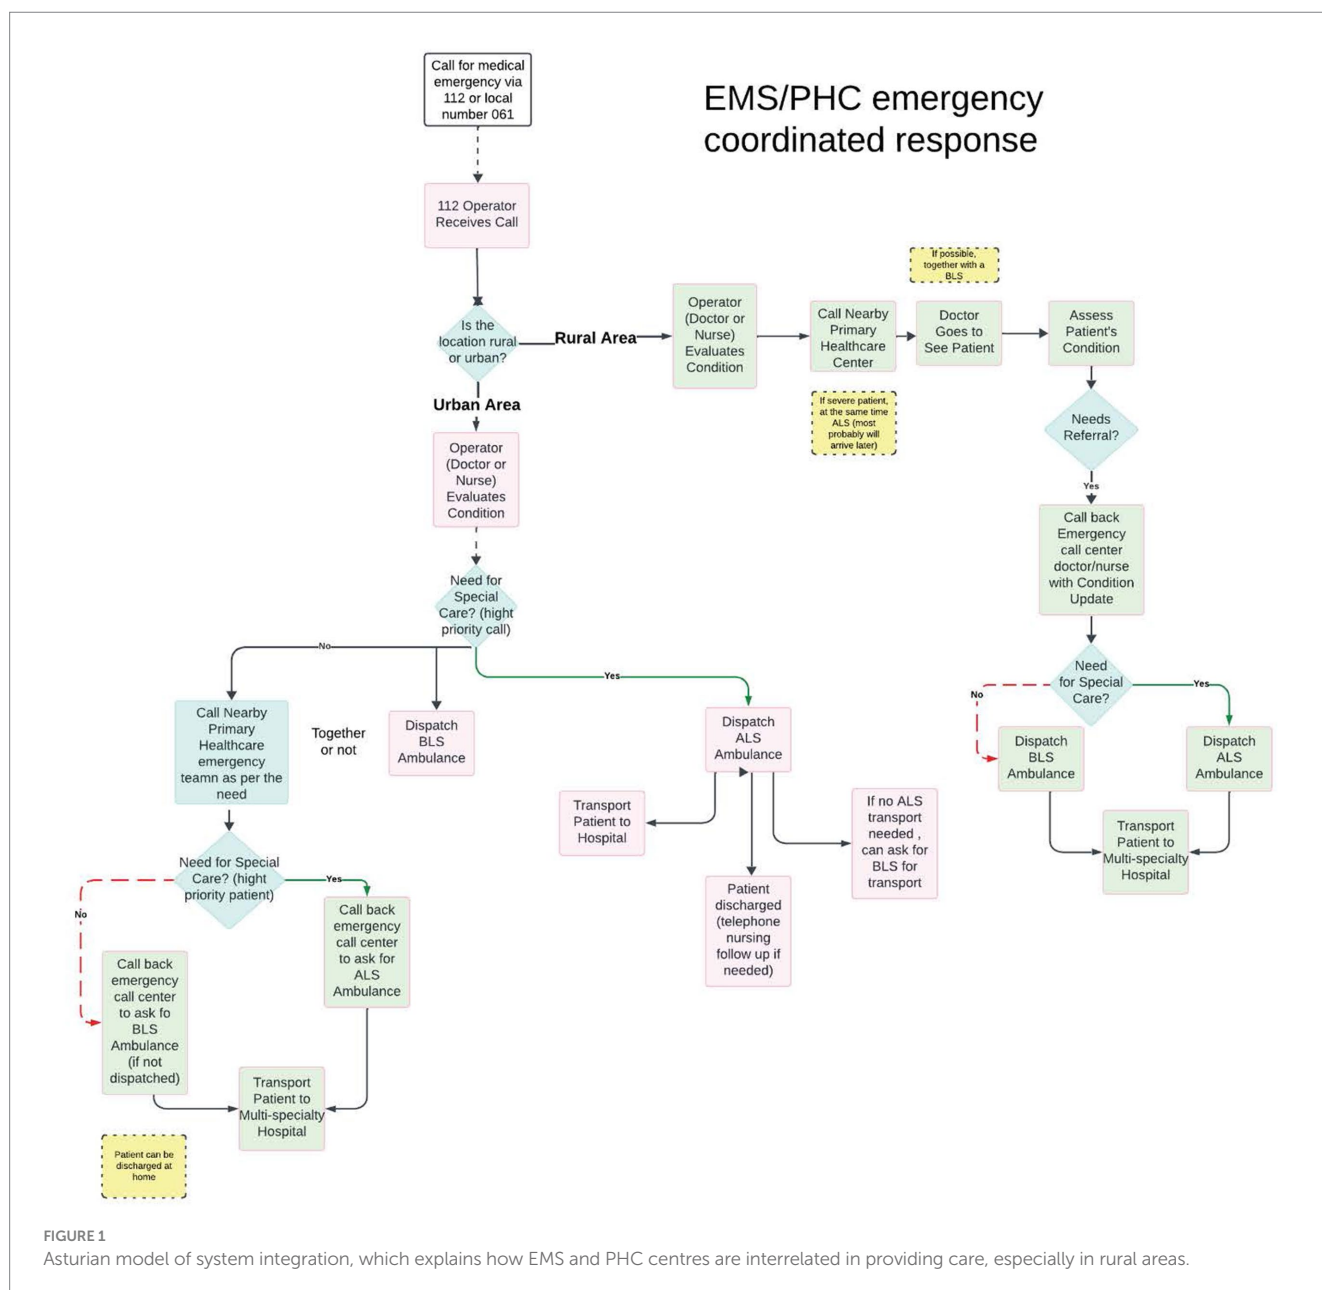 Call for medical
emergency via
112 or local
number 061
EMS/PHC emergency
coordinated response
112 Operator
Receives Call
Is the
location rural
or urban?
Rural Area
Operator
(Doctor or
Nurse)
Evaluates
Condition
Call Nearby
Primary
Healthcare
Center
If severe patient,
at the same time
ALS (most
probably will
arrive later)
If possible,
together with a
BLS
Doctor
Goes to
See Patient
Assess
Patient's
Condition
Needs
Referral?
Yes
Call back
Emergency
call center
doctor/nurse
with Condition
Update
Need
for Special
Care?
No
Yes
Dispatch
BLS
Ambulance
Dispatch
ALS
Ambulance
Transport
Patient to
Multi-specialty
Hospital
Urban Area
Operator
(Doctor or
Nurse)
Evaluates
Condition
Need for
Special
Care? (hight
priority call)
No
Yes
Call Nearby
Primary
Healthcare
emergency
teamn as per the
need
Together
or not
Dispatch
BLS
Ambulance
Dispatch
ALS
Ambulance
Transport
Patient to
Hospital
Patient
discharged
(telephone
nursing
follow up if
needed)
If no ALS
transport
needed ,
can ask for
BLS for
transport
Need for Special
Care? (hight
priority patient)
No
Yes
Call back
emergency
call center
to ask fo
BLS
Ambulance
(if not
dispatched)
Call back
emergency
call center
to ask for
ALS
Ambulance
Transport
Patient to
Multi-specialty
Hospital
Patient can be
discharged at
home
FIGURE 1
Asturian model of system integration, which explains how EMS and PHC centres are interrelated in providing care, especially in rural areas.